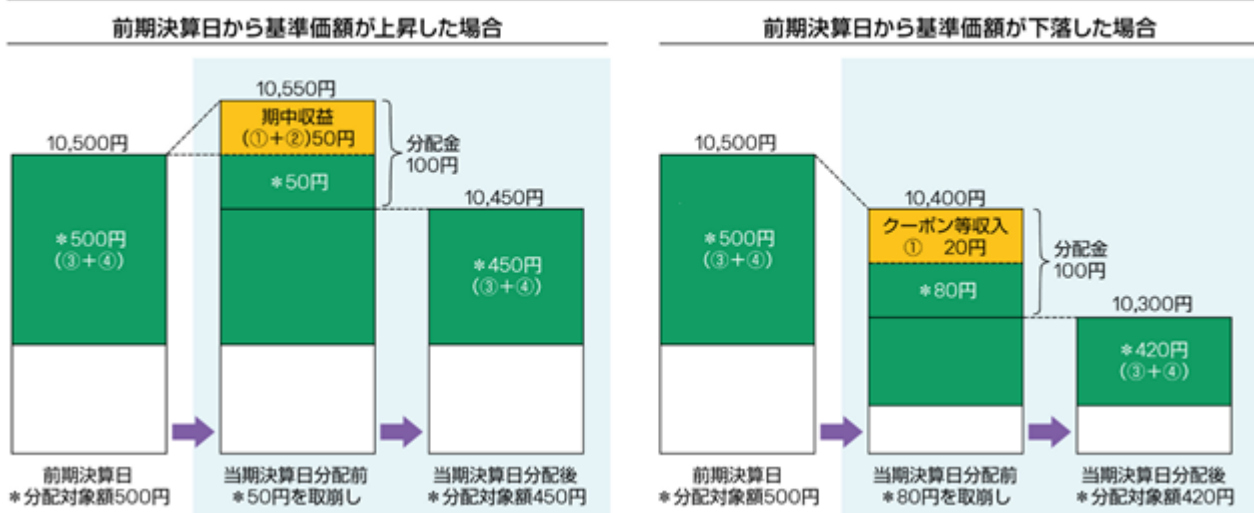 前期決算日から基準価額が上昇した場合
10,550円
期中収益
(①+②)50円
10,500円
分配金
100円
*50円
10,450円
*500円
(③+④)
*450円
(③+④)
前期決算日
*分配対象額500円
当期決算日分配前
*50円を取崩し
当期決算日分配後
*分配対象額450円
前期決算日から基準価額が下落した場合
10,500円
10,400円
クーポン等収入
① 20円
*500円
(③+④)
分配金
100円
*80円
10,300円
*420円
(③+④)
前期決算日
*分配対象額500円
当期決算日分配前
*80円を取崩し
当期決算日分配後
*分配対象額420円